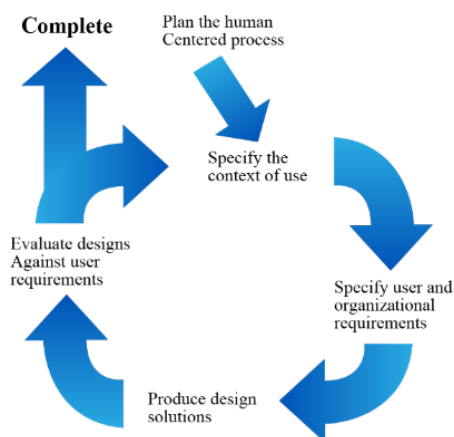 Complete
Plan the human
Centered process
Specify the
context of use
Specify user and
organizational
requirements
Produce design
solutions
Evaluate designs
Against user
requirements